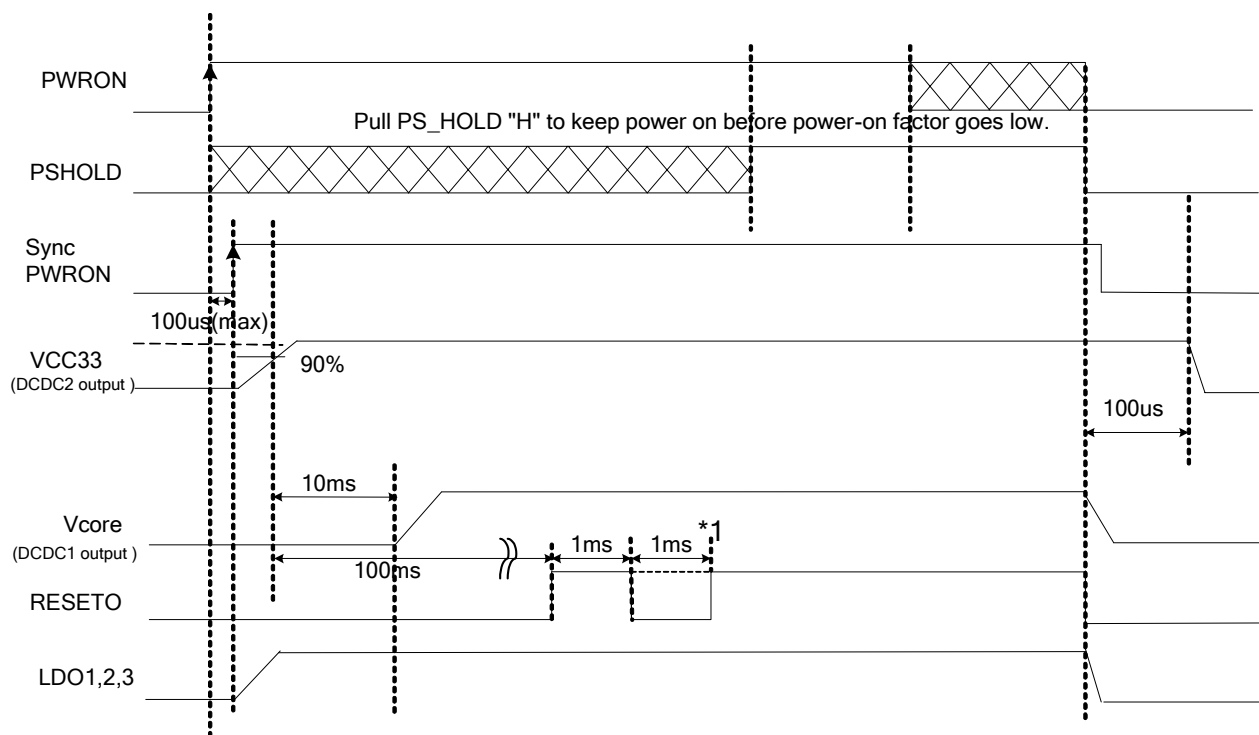 PWRON
Pull PS_HOLD "H" to keep power on before power-on factor goes low.
PSHOLD
Sync
PWRON
100us(max)
VCC33
(DCDC2 output )
90%
100us
10ms
Vcore
(DCDC1 output )
1ms
1ms
*1
100ms
RESETO
LDO1,2,3